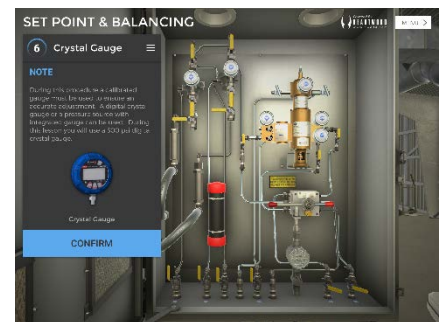 SET POINT & BALANCING
HEARTWOOD
MENU
6 Crystal Gauge
NOTE
During this procedure a calibrated
gauge must be used to ensure an
accurate adjustment. A digital crystal
gauge or a pressure source with
integrated gauge can be used. During
this lesson you will use a 300 psi digital
crystal gauge.
Crystal Gauge
CONFIRM